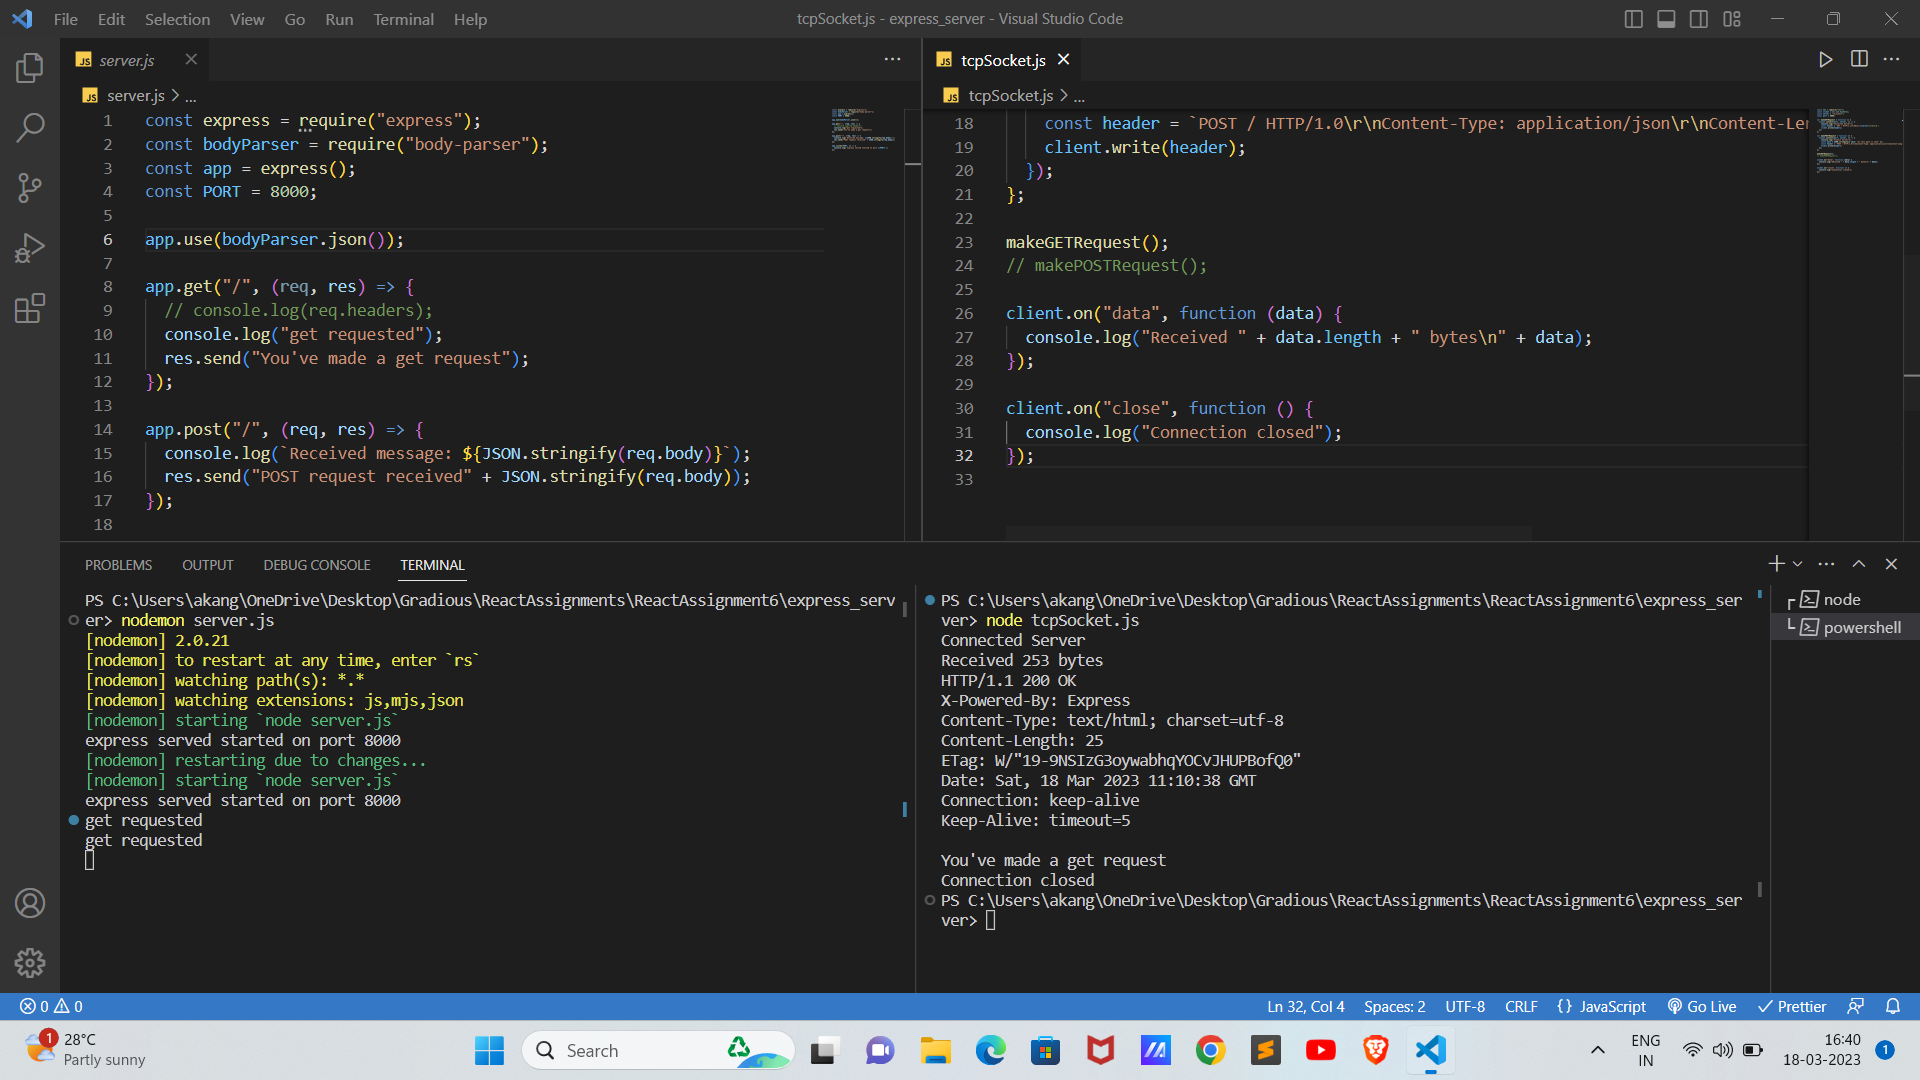 File Edit Selection View Go Run Terminal Help
tcpSocket.js - express_server - Visual Studio Code
server.js
server.js > ...
1 const express = require("express");
2 const bodyParser = require("body-parser");
3 const app = express();
4 const PORT = 8000;
5
6 app.use(bodyParser.json());
7
8 app.get("/", (req, res) => {
9 // console.log(req.headers);
10 console.log("get requested");
11 res.send("You've made a get request");
12 });
13
14 app.post("/", (req, res) => {
15 console.log(`Received message: ${JSON.stringify(req.body)}`);
16 res.send("POST request received" + JSON.stringify(req.body));
17 });
18
tcpSocket.js
tcpSocket.js > ...
18 const header = `POST / HTTP/1.0\r\nContent-Type: application/json\r\nContent-Ler
19 client.write(header);
20 });
21 };
22
23 makeGETRequest();
24 // makePOSTRequest();
25
26 client.on("data", function (data) {
27 console.log("Received " + data.length + " bytes\n" + data);
28 });
29
30 client.on("close", function () {
31 console.log("Connection closed");
32 });
33
PROBLEMS OUTPUT DEBUG CONSOLE TERMINAL
PS C:\Users\akang\OneDrive\Desktop\Gradious\ReactAssignments\ReactAssignment6\express_serv
er> nodemon server.js
[nodemon] 2.0.21
[nodemon] to restart at any time, enter `rs`
[nodemon] watching path(s): *.*
[nodemon] watching extensions: js,mjs,json
[nodemon] starting `node server.js`
express served started on port 8000
[nodemon] restarting due to changes...
[nodemon] starting `node server.js`
express served started on port 8000
get requested
get requested
PS C:\Users\akang\OneDrive\Desktop\Gradious\ReactAssignments\ReactAssignment6\express_ser
ver> node tcpSocket.js
Connected Server
Received 253 bytes
HTTP/1.1 200 OK
X-Powered-By: Express
Content-Type: text/html; charset=utf-8
Content-Length: 25
ETag: W/"19-9NSIzG3oywabhqYOCvJHUPBofQ0"
Date: Sat, 18 Mar 2023 11:10:38 GMT
Connection: keep-alive
Keep-Alive: timeout=5

You've made a get request
Connection closed
PS C:\Users\akang\OneDrive\Desktop\Gradious\ReactAssignments\ReactAssignment6\express_ser
ver>
node
powershell
0 0
Ln 32, Col 4 Spaces: 2 UTF-8 CRLF {} JavaScript Go Live Prettier
1
28°C
Partly sunny
Search
ENG
IN
16:40
18-03-2023
1